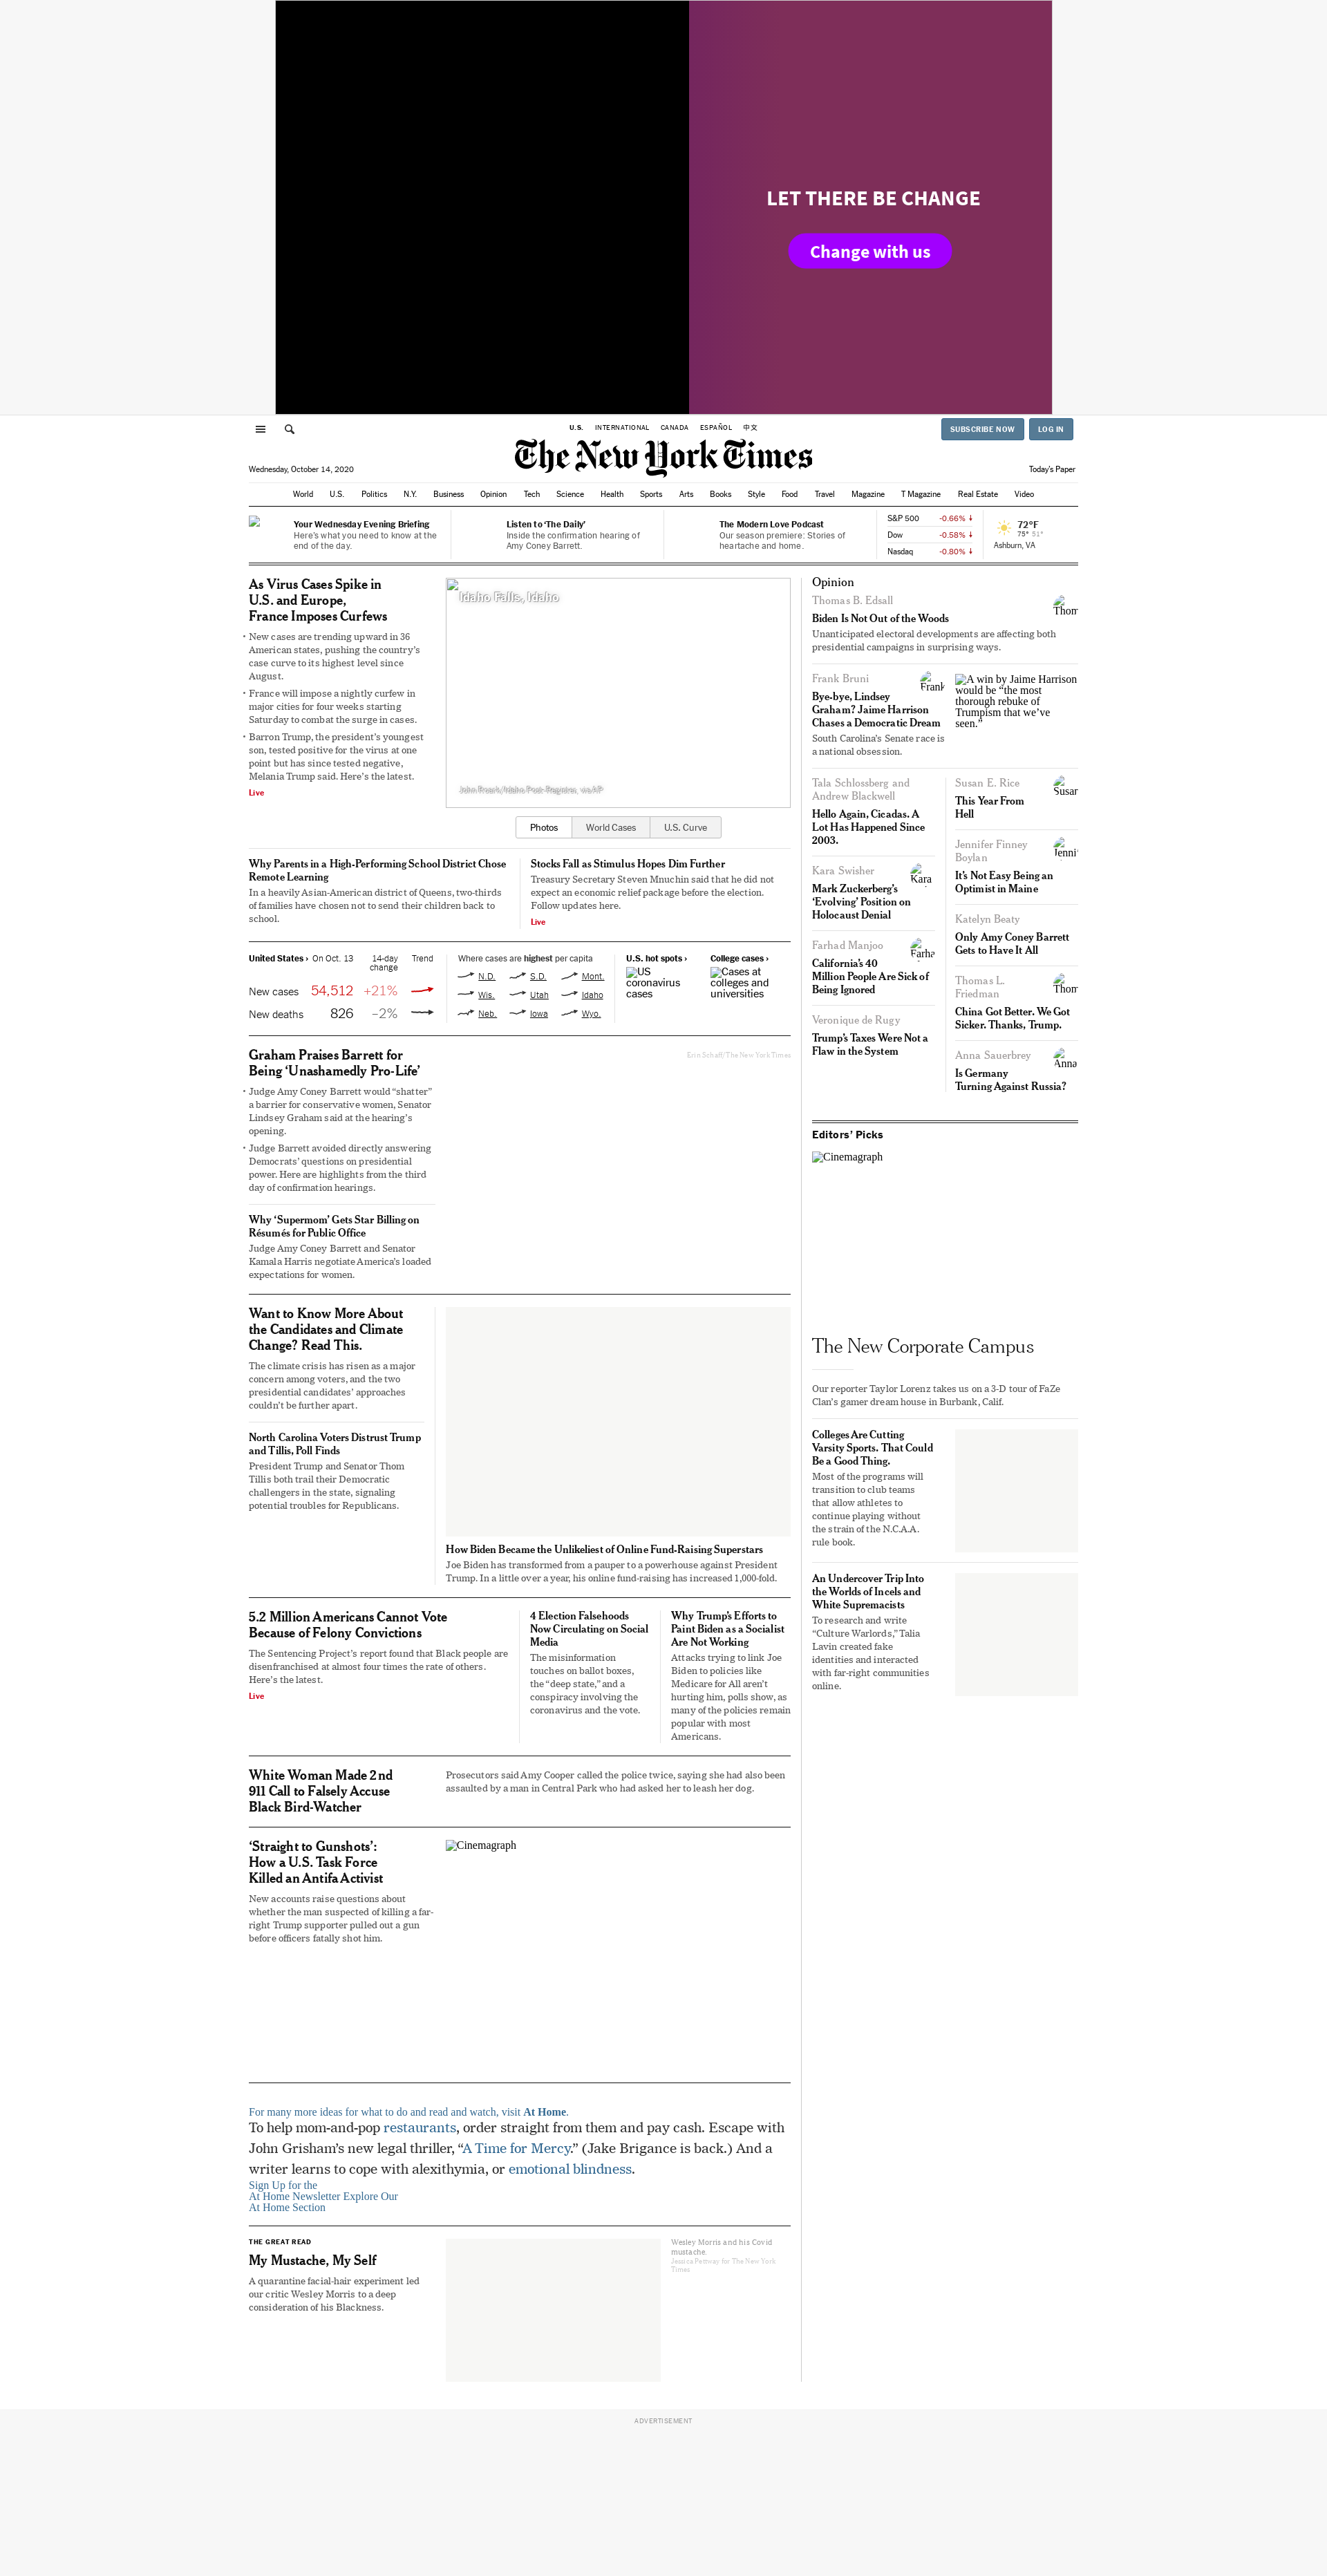 LET THERE BE CHANGE
Change with us
U.S. INTERNATIONAL CANADA ESPAÑOL 中文
SUBSCRIBE NOW LOG IN
The New York Times
Wednesday, October 14, 2020
Today's Paper
World U.S. Politics N.Y. Business Opinion Tech Science Health Sports Arts Books Style Food Travel Magazine T Magazine Real Estate Video
Your Wednesday Evening Briefing
Here's what you need to know at the
end of the day.
Listen to ‘The Daily’
Inside the confirmation hearing of
Amy Coney Barrett.
The Modern Love Podcast
Our season premiere: Stories of
heartache and home.
S&P 500 -0.66%
Dow -0.58%
Nasdaq -0.80%
72°F
75° 51°
Ashburn, VA
As Virus Cases Spike in
U.S. and Europe,
France Imposes Curfews
• New cases are trending upward in 36
American states, pushing the country’s
case curve to its highest level since
August.
• France will impose a nightly curfew in
major cities for four weeks starting
Saturday to combat the surge in cases.
• Barron Trump, the president’s youngest
son, tested positive for the virus at one
point but has since tested negative,
Melania Trump said. Here’s the latest.
Live
Idaho Falls, Idaho
John Roark/Idaho Post-Register, via AP
Photos World Cases U.S. Curve
Why Parents in a High-Performing School District Chose
Remote Learning
In a heavily Asian-American district of Queens, two-thirds
of families have chosen not to send their children back to
school.
Stocks Fall as Stimulus Hopes Dim Further
Treasury Secretary Steven Mnuchin said that he did not
expect an economic relief package before the election.
Follow updates here.
Live
United States › On Oct. 13 14-day
change Trend
New cases 54,512 +21%
New deaths 826 –2%
Where cases are highest per capita
N.D. S.D. Mont.
Wis. Utah Idaho
Neb. Iowa Wyo.
U.S. hot spots ›
US
coronavirus
cases
College cases ›
Cases at
colleges and
universities
Graham Praises Barrett for
Being ‘Unashamedly Pro-Life’
• Judge Amy Coney Barrett would “shatter”
a barrier for conservative women, Senator
Lindsey Graham said at the hearing’s
opening.
• Judge Barrett avoided directly answering
Democrats’ questions on presidential
power. Here are highlights from the third
day of confirmation hearings.
Erin Schaff/The New York Times
Why ‘Supermom’ Gets Star Billing on
Résumés for Public Office
Judge Amy Coney Barrett and Senator
Kamala Harris negotiate America’s loaded
expectations for women.
Want to Know More About
the Candidates and Climate
Change? Read This.
The climate crisis has risen as a major
concern among voters, and the two
presidential candidates’ approaches
couldn’t be further apart.
North Carolina Voters Distrust Trump
and Tillis, Poll Finds
President Trump and Senator Thom
Tillis both trail their Democratic
challengers in the state, signaling
potential troubles for Republicans.
How Biden Became the Unlikeliest of Online Fund-Raising Superstars
Joe Biden has transformed from a pauper to a powerhouse against President
Trump. In a little over a year, his online fund-raising has increased 1,000-fold.
5.2 Million Americans Cannot Vote
Because of Felony Convictions
The Sentencing Project’s report found that Black people are
disenfranchised at almost four times the rate of others.
Here’s the latest.
Live
4 Election Falsehoods
Now Circulating on Social
Media
The misinformation
touches on ballot boxes,
the “deep state,” and a
conspiracy involving the
coronavirus and the vote.
Why Trump’s Efforts to
Paint Biden as a Socialist
Are Not Working
Attacks trying to link Joe
Biden to policies like
Medicare for All aren’t
hurting him, polls show, as
many of the policies remain
popular with most
Americans.
White Woman Made 2nd
911 Call to Falsely Accuse
Black Bird-Watcher
Prosecutors said Amy Cooper called the police twice, saying she had also been
assaulted by a man in Central Park who had asked her to leash her dog.
‘Straight to Gunshots’:
How a U.S. Task Force
Killed an Antifa Activist
New accounts raise questions about
whether the man suspected of killing a far-
right Trump supporter pulled out a gun
before officers fatally shot him.
Cinemagraph
For many more ideas for what to do and read and watch, visit At Home.
To help mom-and-pop restaurants, order straight from them and pay cash. Escape with
John Grisham’s new legal thriller, “A Time for Mercy.” (Jake Brigance is back.) And a
writer learns to cope with alexithymia, or emotional blindness.
Sign Up for the
At Home Newsletter Explore Our
At Home Section
THE GREAT READ
My Mustache, My Self
A quarantine facial-hair experiment led
our critic Wesley Morris to a deep
consideration of his Blackness.
Wesley Morris and his Covid
mustache.
Jessica Pettway for The New York
Times
Opinion
Thomas B. Edsall
Thom
Biden Is Not Out of the Woods
Unanticipated electoral developments are affecting both
presidential campaigns in surprising ways.
Frank Bruni
Frank
Bye-bye, Lindsey
Graham? Jaime Harrison
Chases a Democratic Dream
South Carolina’s Senate race is
a national obsession.
A win by Jaime Harrison
would be “the most
thorough rebuke of
Trumpism that we’ve
seen.”
Tala Schlossberg and
Andrew Blackwell
Hello Again, Cicadas. A
Lot Has Happened Since
2003.
Kara Swisher
Kara
Mark Zuckerberg’s
‘Evolving’ Position on
Holocaust Denial
Farhad Manjoo
Farha
California’s 40
Million People Are Sick of
Being Ignored
Veronique de Rugy
Trump’s Taxes Were Not a
Flaw in the System
Susan E. Rice
Susan
This Year From
Hell
Jennifer Finney
Boylan
Jenni
It’s Not Easy Being an
Optimist in Maine
Katelyn Beaty
Only Amy Coney Barrett
Gets to Have It All
Thomas L.
Friedman
Thom
China Got Better. We Got
Sicker. Thanks, Trump.
Anna Sauerbrey
Anna
Is Germany
Turning Against Russia?
Editors’ Picks
Cinemagraph
The New Corporate Campus
Our reporter Taylor Lorenz takes us on a 3-D tour of FaZe
Clan’s gamer dream house in Burbank, Calif.
Colleges Are Cutting
Varsity Sports. That Could
Be a Good Thing.
Most of the programs will
transition to club teams
that allow athletes to
continue playing without
the strain of the N.C.A.A.
rule book.
An Undercover Trip Into
the Worlds of Incels and
White Supremacists
To research and write
“Culture Warlords,” Talia
Lavin created fake
identities and interacted
with far-right communities
online.
ADVERTISEMENT